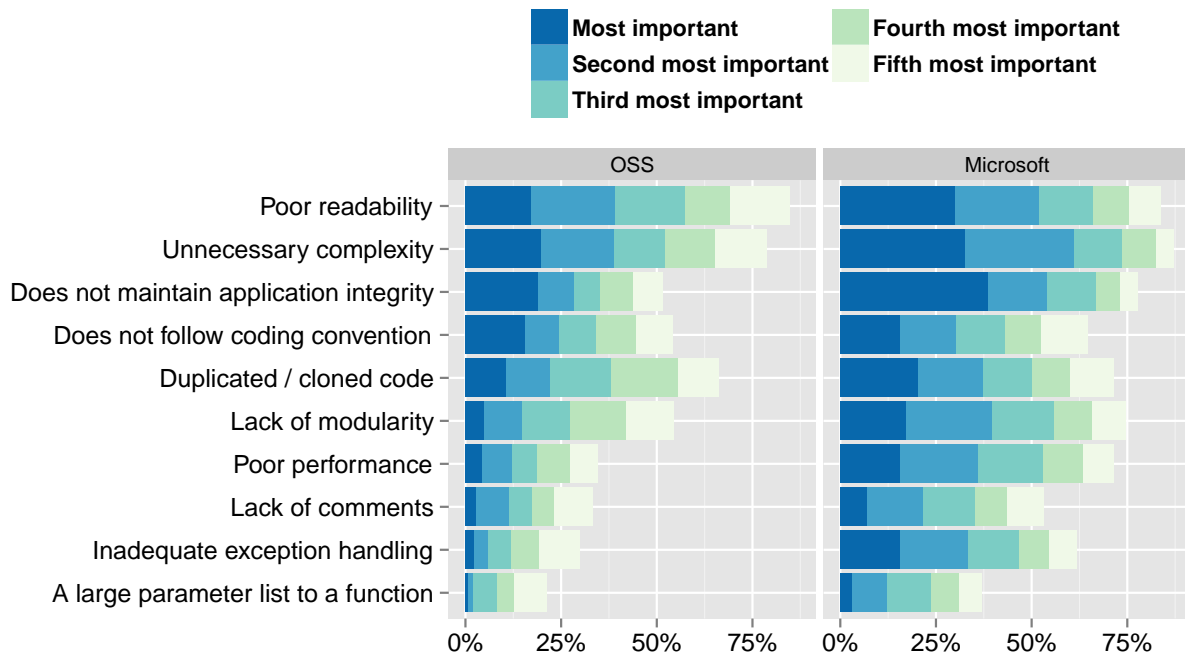 Most important
Second most important
Third most important
Fourth most important
Fifth most important
OSS
Microsoft
Poor readability
Unnecessary complexity
Does not maintain application integrity
Does not follow coding convention
Duplicated / cloned code
Lack of modularity
Poor performance
Lack of comments
Inadequate exception handling
A large parameter list to a function
0% 25% 50% 75%
0% 25% 50% 75%